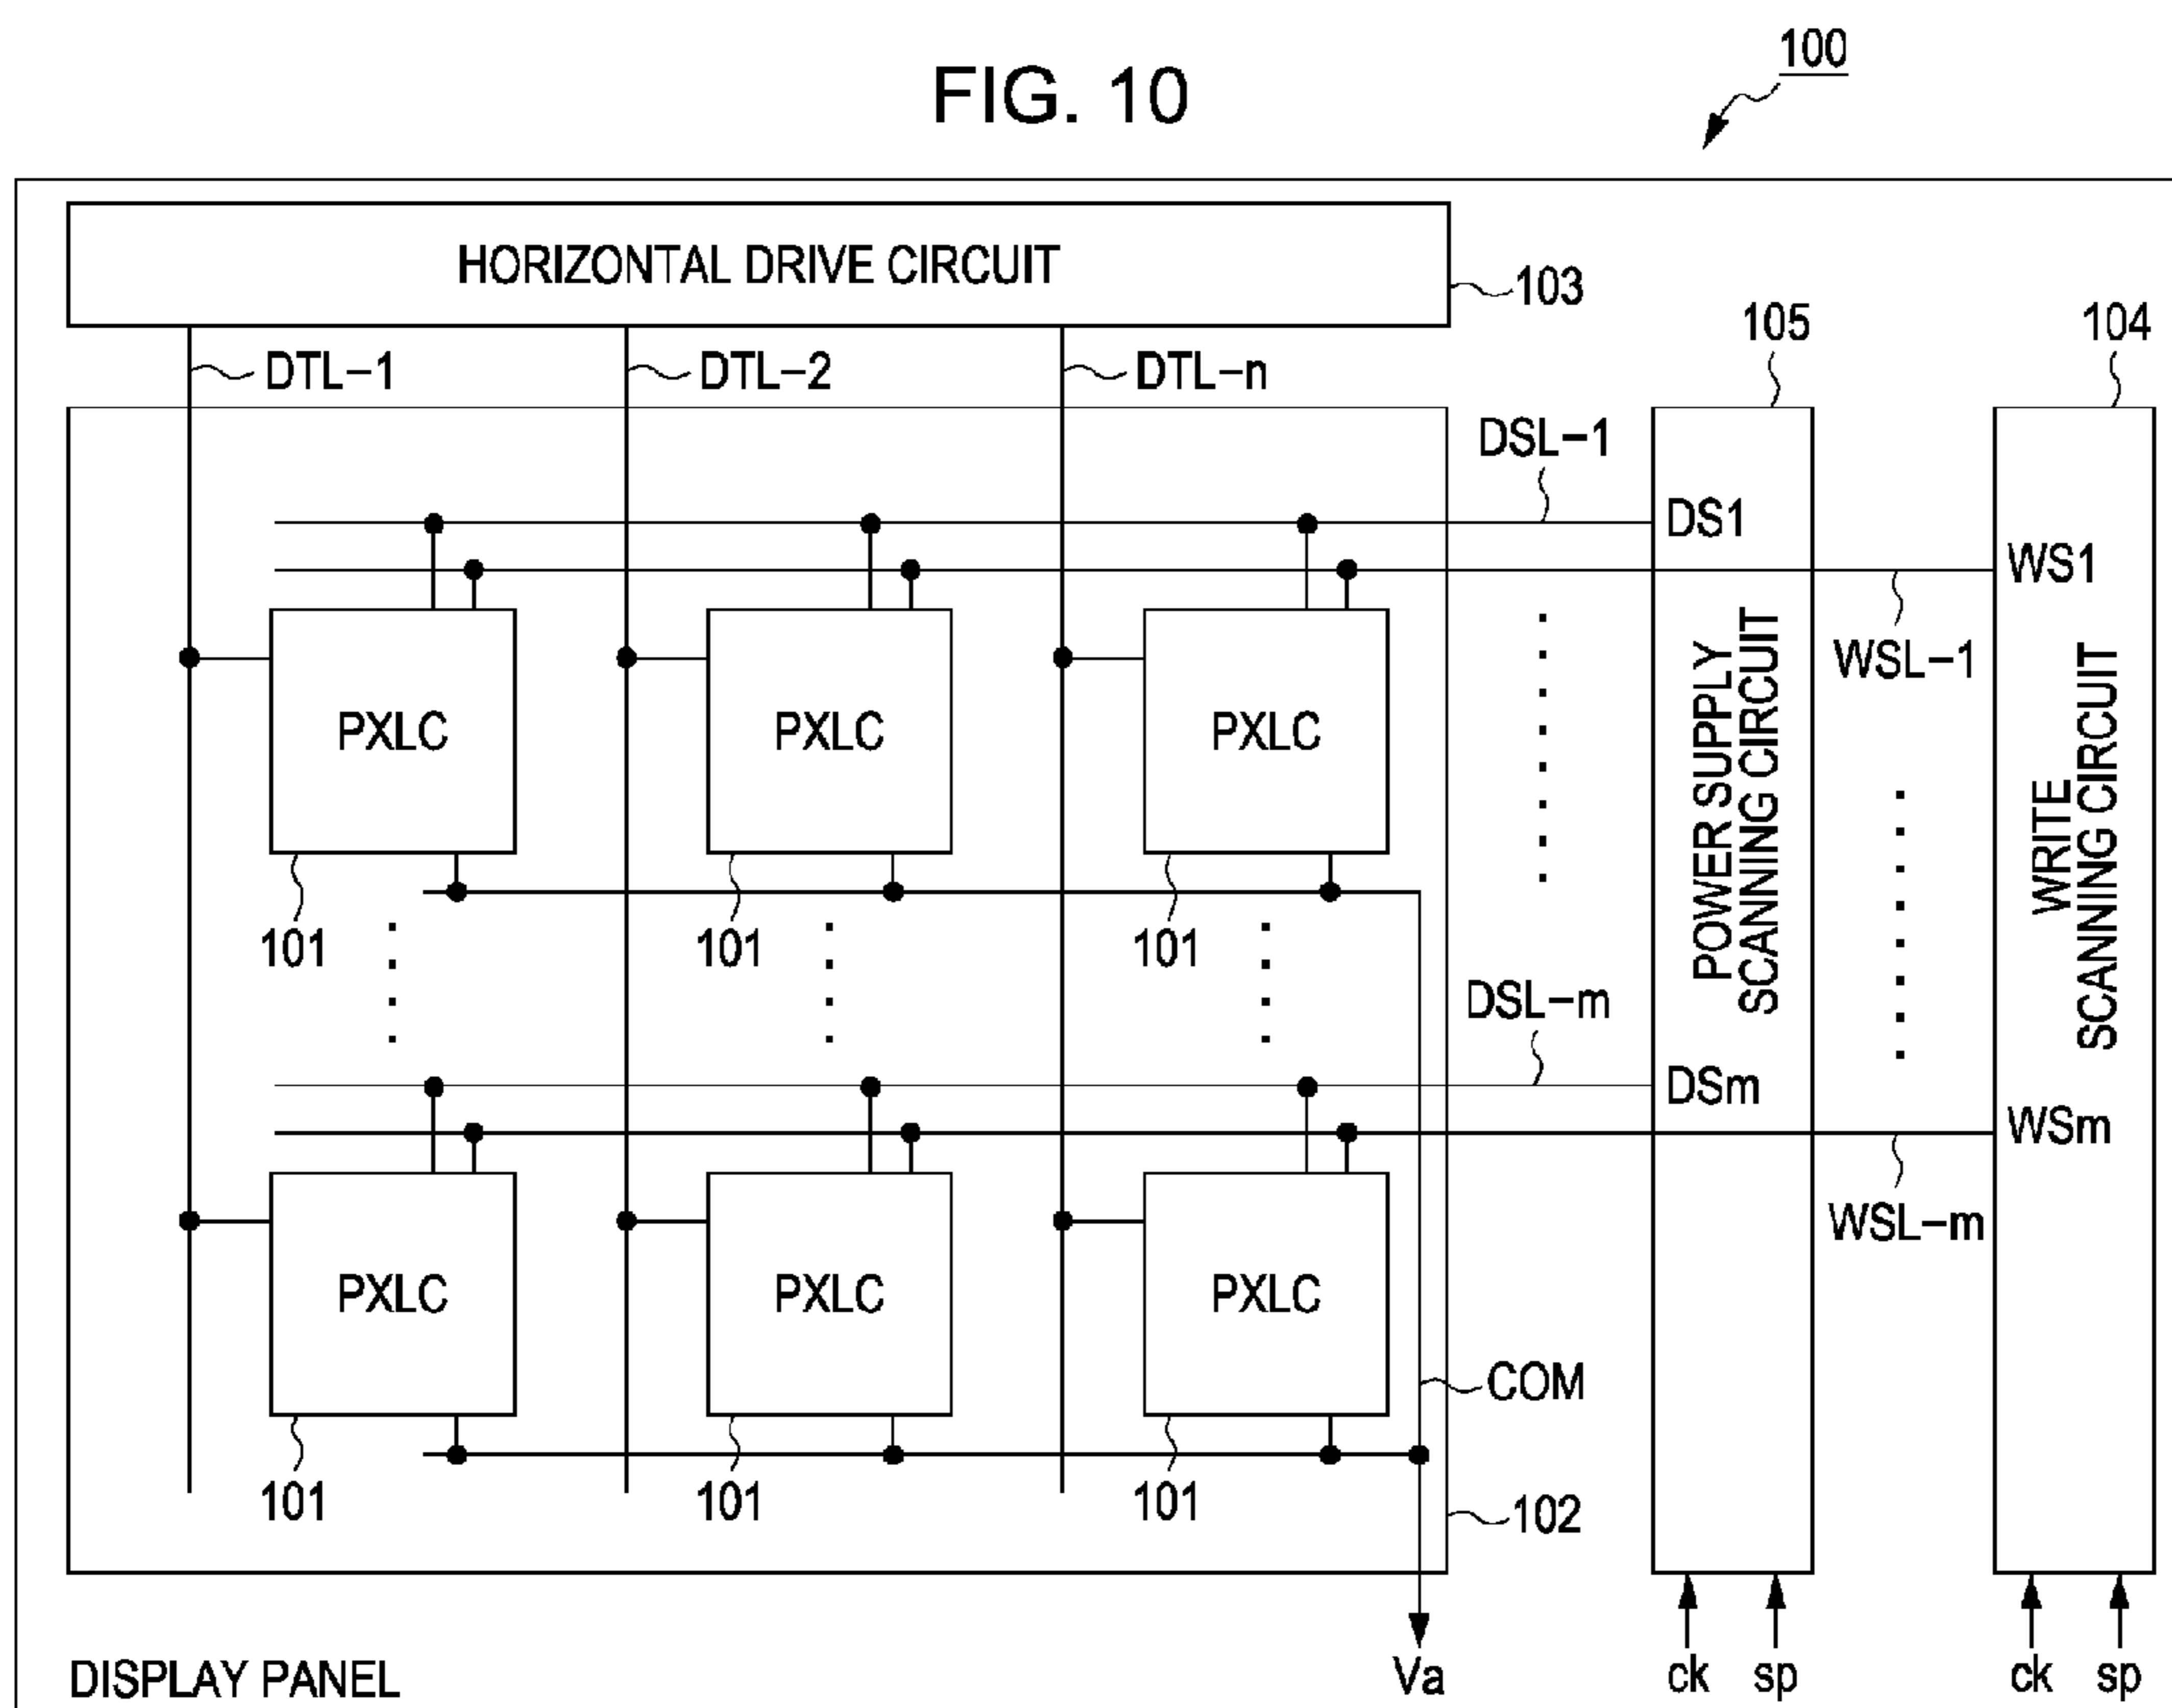 FIG. 10
100
HORIZONTAL DRIVE CIRCUIT
103
DTL-1
DTL-2
DTL-n
105
104
DSL-1
DS1
WS1
WSL-1
PXLC
PXLC
PXLC
POWER SUPPLY
SCANNING CIRCUIT
WRITE
SCANNING CIRCUIT
101
101
101
DSL-m
DSm
WSm
WSL-m
PXLC
PXLC
PXLC
COM
101
101
101
102
DISPLAY PANEL
Va
ck
sp
ck
sp